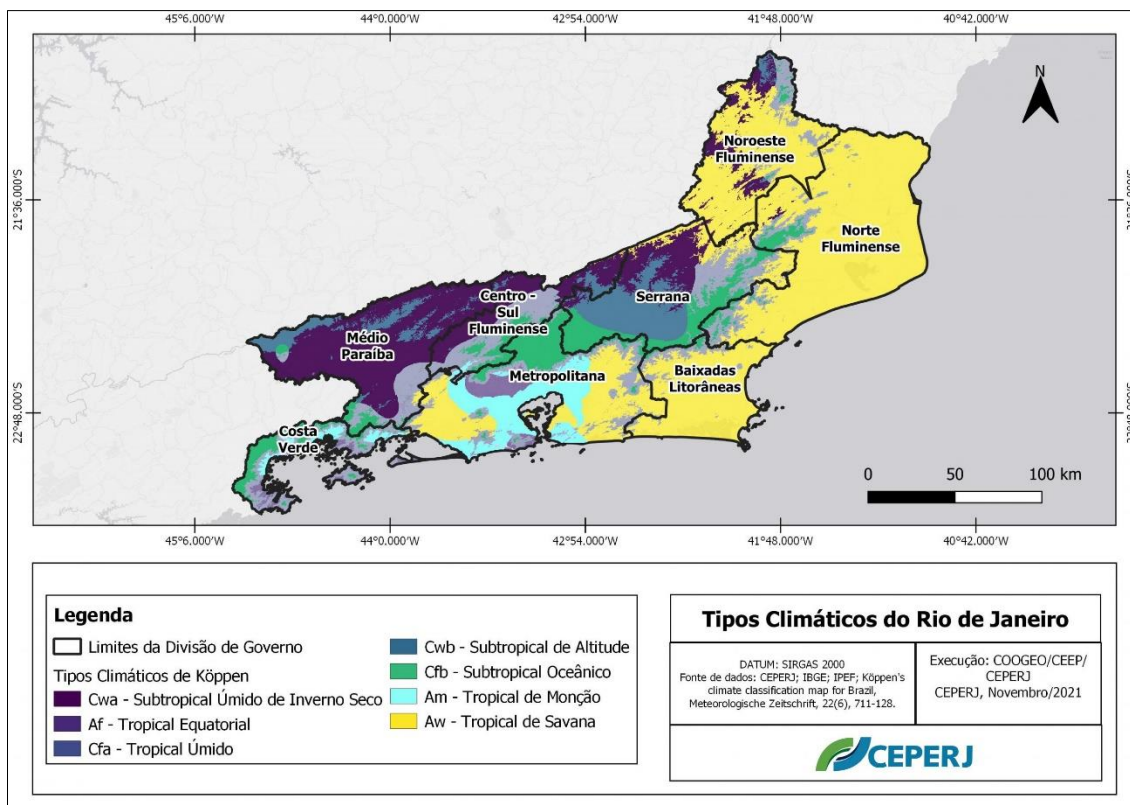 45°6.000'W 44°0.000'W 42°54.000'W 41°48.000'W 40°42.000'W
N
21°36.000'S
22°48.000'S
Noroeste
Fluminense
Norte
Fluminense
Serrana
Centro -
Sul
Fluminense
Médio
Paraíba
Metropolitana
Baixadas
Litorâneas
Costa
Verde
0 50 100 km
45°6.000'W 44°0.000'W 42°54.000'W 41°48.000'W 40°42.000'W
Legenda
Limites da Divisão de Governo
Tipos Climáticos de Köppen
Cwa - Subtropical Úmido de Inverno Seco
Af - Tropical Equatorial
Cfa - Tropical Úmido
Cwb - Subtropical de Altitude
Cfb - Subtropical Oceânico
Am - Tropical de Monção
Aw - Tropical de Savana
Tipos Climáticos do Rio de Janeiro
DATUM: SIRGAS 2000
Fonte de dados: CEPERJ; IBGE; IPEF; Köppen's
climate classification map for Brazil,
Meteorologische Zeitschrift, 22(6), 711-128.
Execução: COOGEO/CEEP/
CEPERJ
CEPERJ, Novembro/2021
CEPERJ